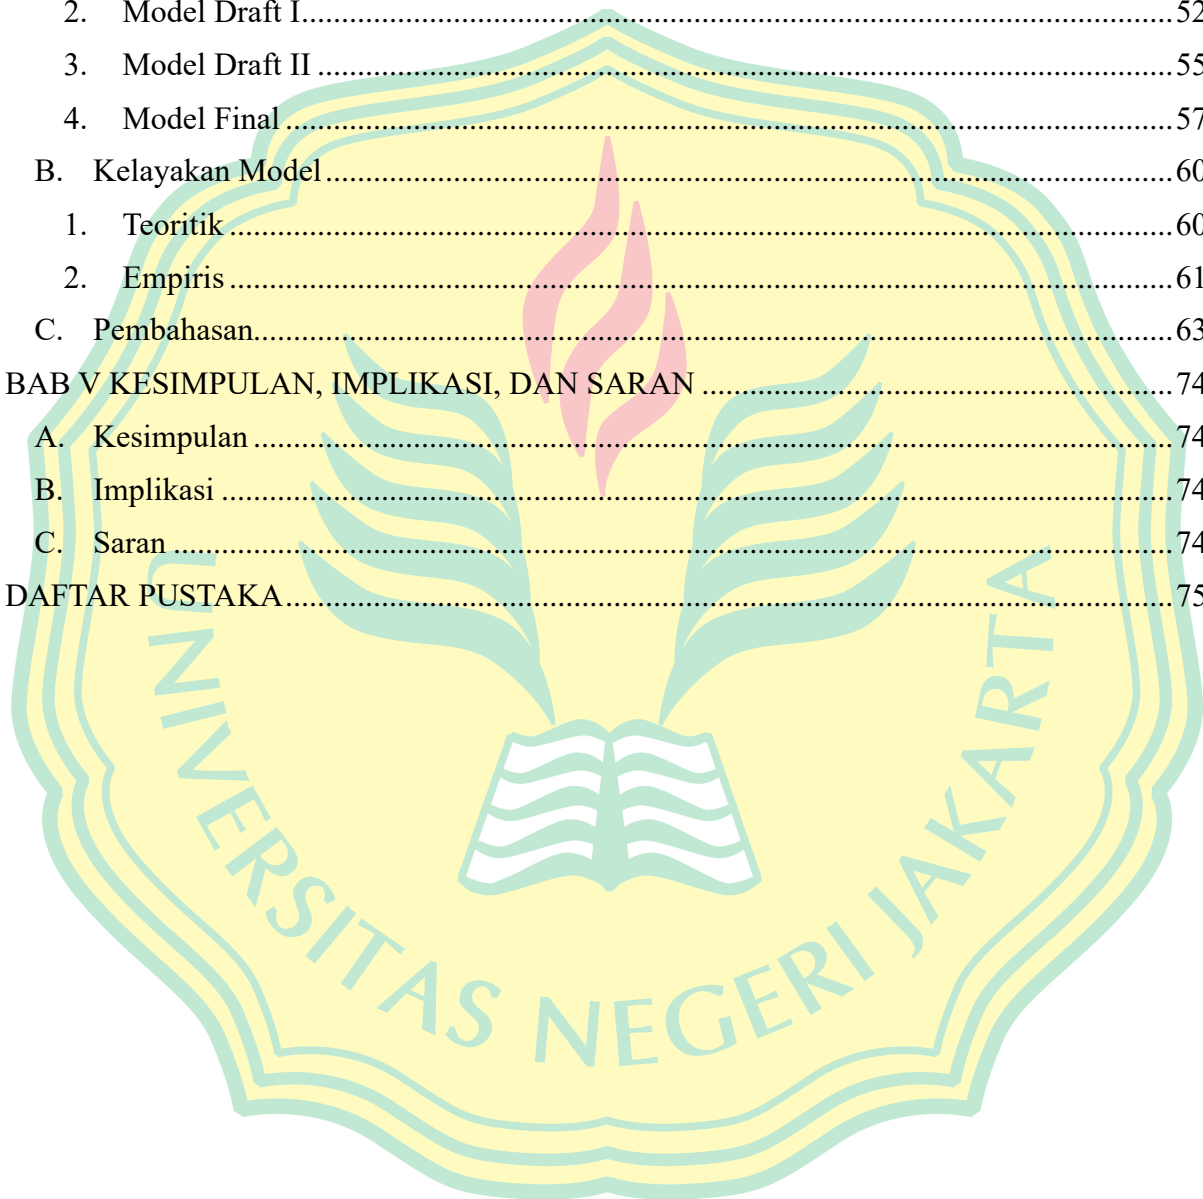 2. Model Draft I.......... 52
3. Model Draft II .......... 55
4. Model Final .......... 57
B. Kelayakan Model .......... 60
1. Teoritik .......... 60
2. Empiris .......... 61
C. Pembahasan.......... 63
BAB V KESIMPULAN, IMPLIKASI, DAN SARAN .......... 74
A. Kesimpulan .......... 74
B. Implikasi .......... 74
C. Saran .......... 74
DAFTAR PUSTAKA.......... 75
UNIVERSITAS NEGERI JAKARTA